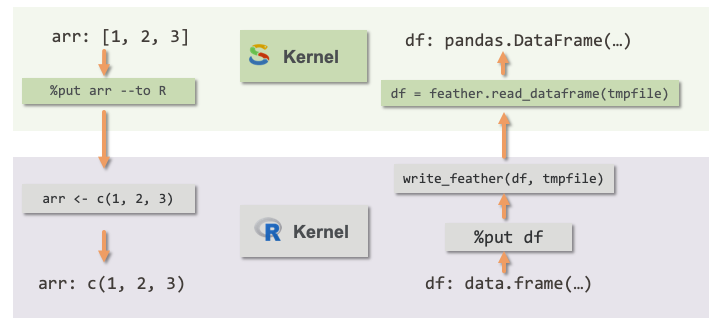 arr: [1, 2, 3]
%put arr --to R
Kernel
df: pandas.DataFrame(…)
df = feather.read_dataframe(tmpfile)
arr <- c(1, 2, 3)
arr: c(1, 2, 3)
R Kernel
write_feather(df, tmpfile)
%put df
df: data.frame(…)